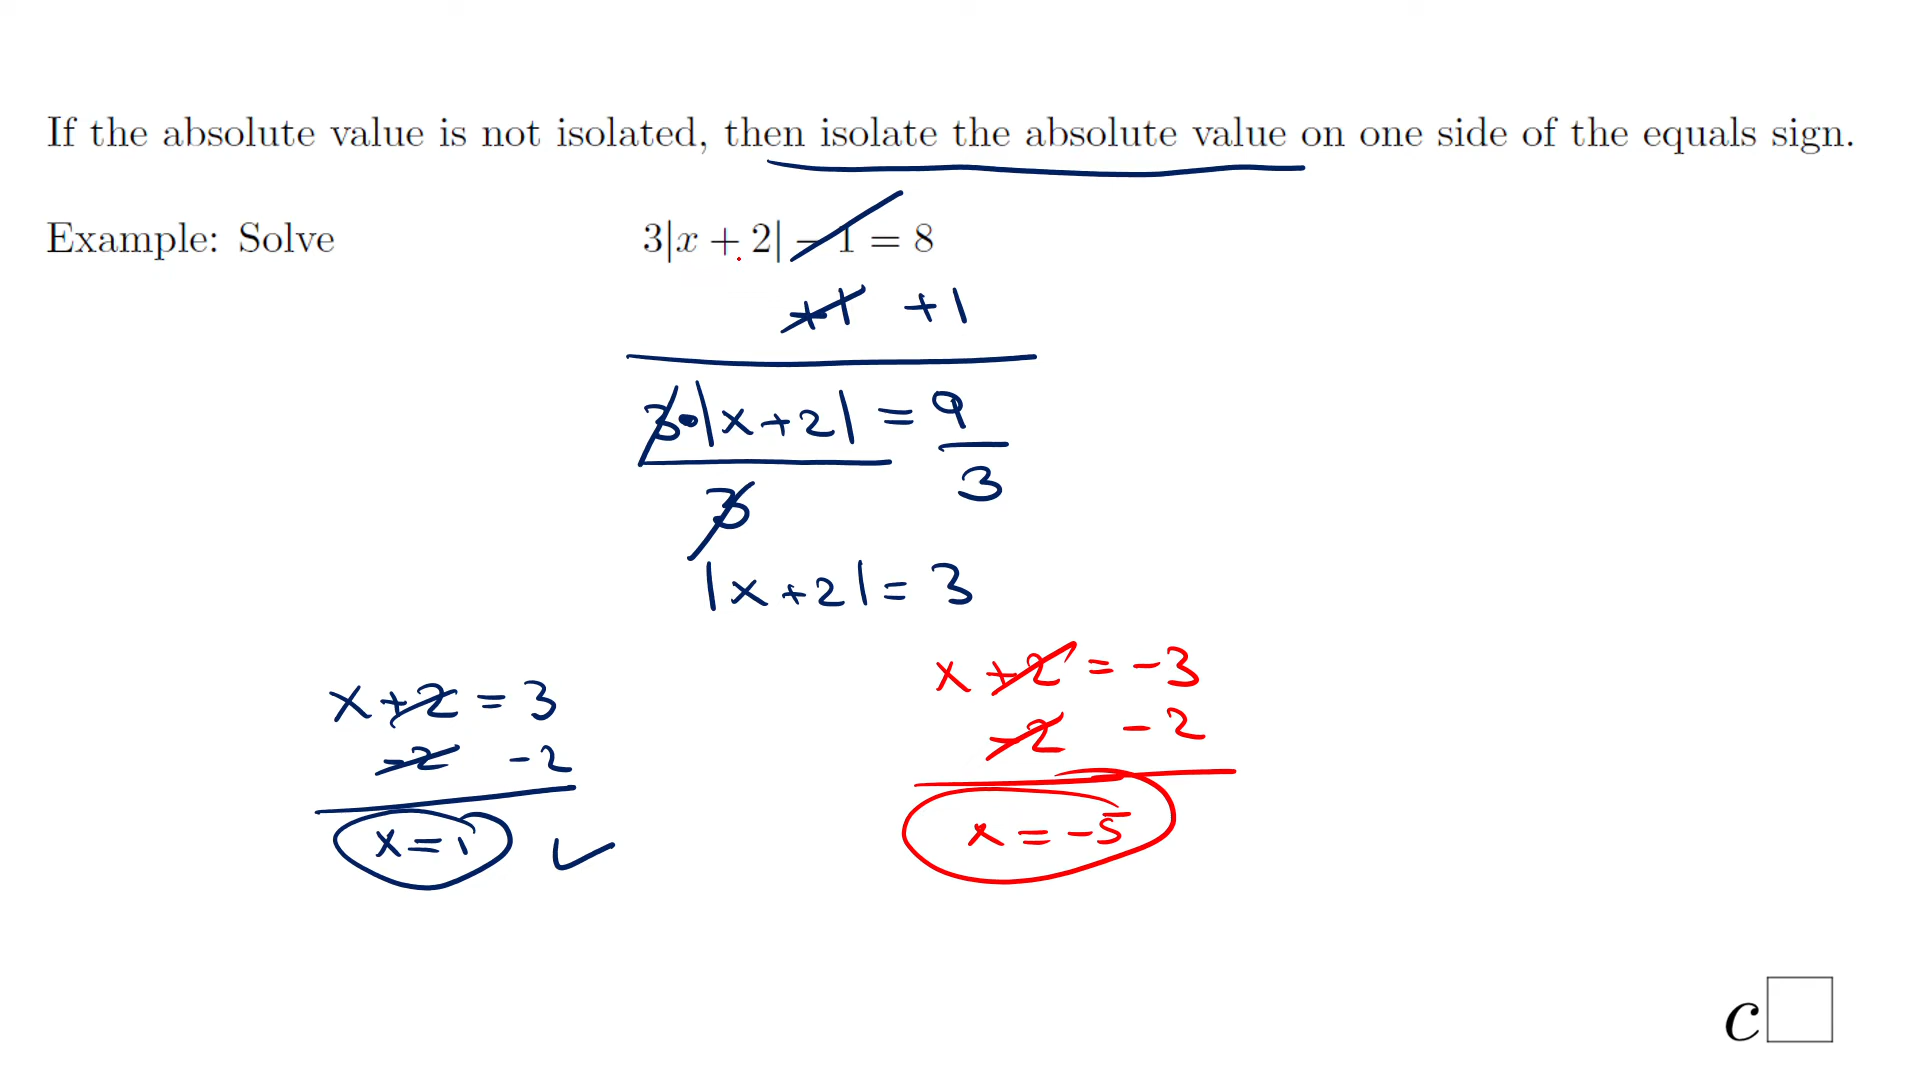 If the absolute value is not isolated, then isolate the absolute value on one side of the equals sign.
Example: Solve 3|x + 2| − 1 = 8
+1 +1
3•|x+2| = 9
3 3
|x+2| = 3
x+2 = 3
-2 -2
x = 1
x+2 = -3
-2 -2
x = -5
c